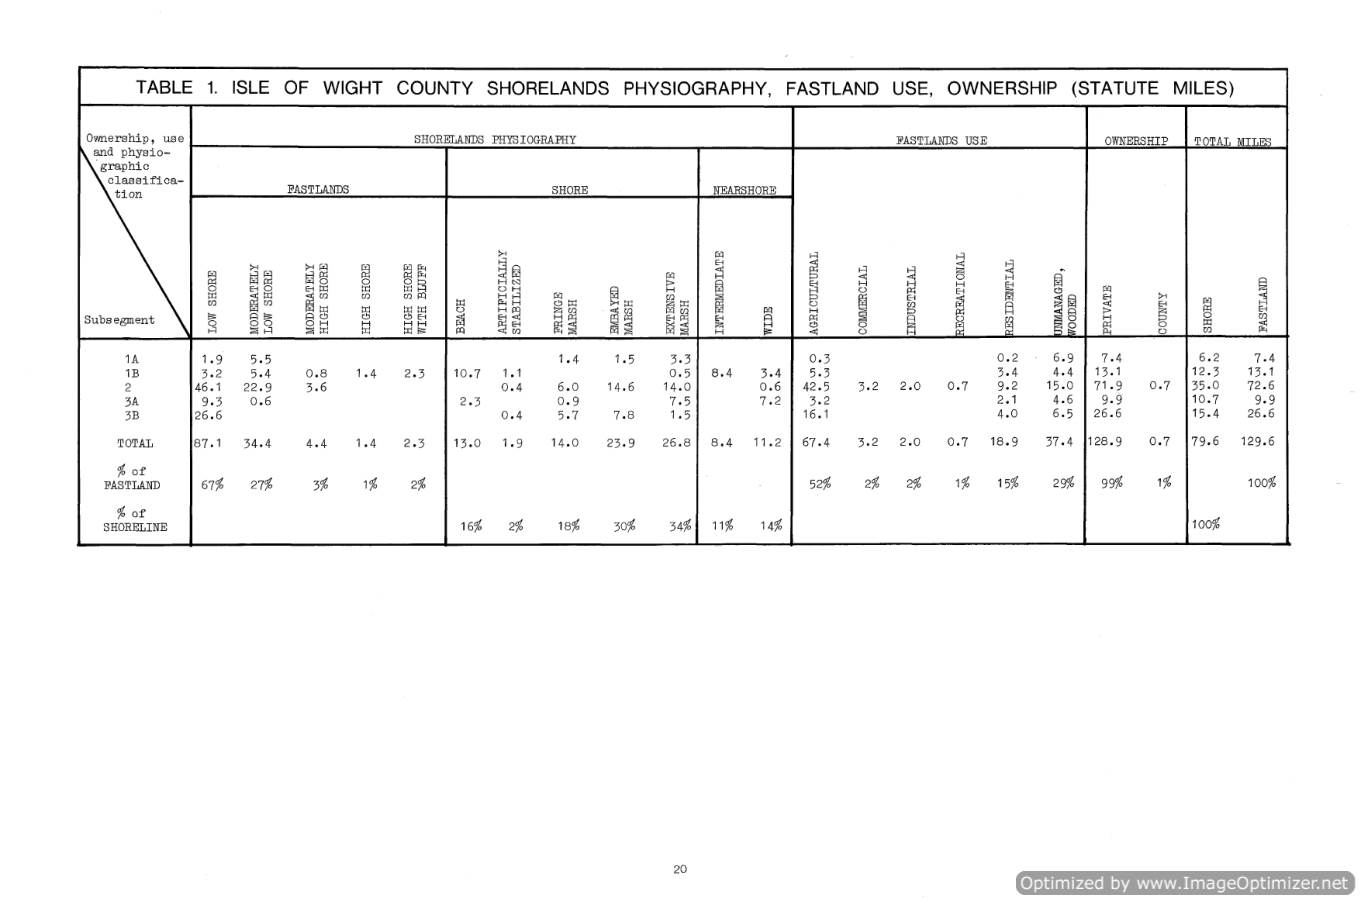 TABLE 1. ISLE OF WIGHT COUNTY SHORELANDS PHYSIOGRAPHY, FASTLAND USE, OWNERSHIP (STATUTE MILES)
Ownership, use and physio-graphic classifica-tion
SHORELANDS PHYSIOGRAPHY FASTLANDS USE OWNERSHIP TOTAL MILES
FASTLANDS SHORE NEARSHORE
Subsegment LOW SHORE MODERATELY LOW SHORE MODERATELY HIGH SHORE HIGH SHORE HIGH SHORE WITH BLUFF BEACH ARTIFICIALLY STABILIZED FRINGE MARSH EMBAYED MARSH EXTENSIVE MARSH INTERMEDIATE WIDE AGRICULTURAL COMMERCIAL INDUSTRIAL RECREATIONAL RESIDENTIAL UNMANAGED, WOODED PRIVATE COUNTY SHORE FASTLAND
1A 1.9 5.5 1.4 1.5 3.3 0.3 0.2 6.9 7.4 6.2 7.4
1B 3.2 5.4 0.8 1.4 2.3 10.7 1.1 0.5 8.4 3.4 5.3 3.4 4.4 13.1 12.3 13.1
2 46.1 22.9 3.6 0.4 6.0 14.6 14.0 0.6 42.5 3.2 2.0 0.7 9.2 15.0 71.9 0.7 35.0 72.6
3A 9.3 0.6 2.3 0.9 7.5 7.2 3.2 2.1 4.6 9.9 10.7 9.9
3B 26.6 0.4 5.7 7.8 1.5 16.1 4.0 6.5 26.6 15.4 26.6
TOTAL 87.1 34.4 4.4 1.4 2.3 13.0 1.9 14.0 23.9 26.8 8.4 11.2 67.4 3.2 2.0 0.7 18.9 37.4 128.9 0.7 79.6 129.6
% of FASTLAND 67% 27% 3% 1% 2% 52% 2% 2% 1% 15% 29% 99% 1% 100%
% of SHORELINE 16% 2% 18% 30% 34% 11% 14% 100%
20
Optimized by www.ImageOptimizer.net